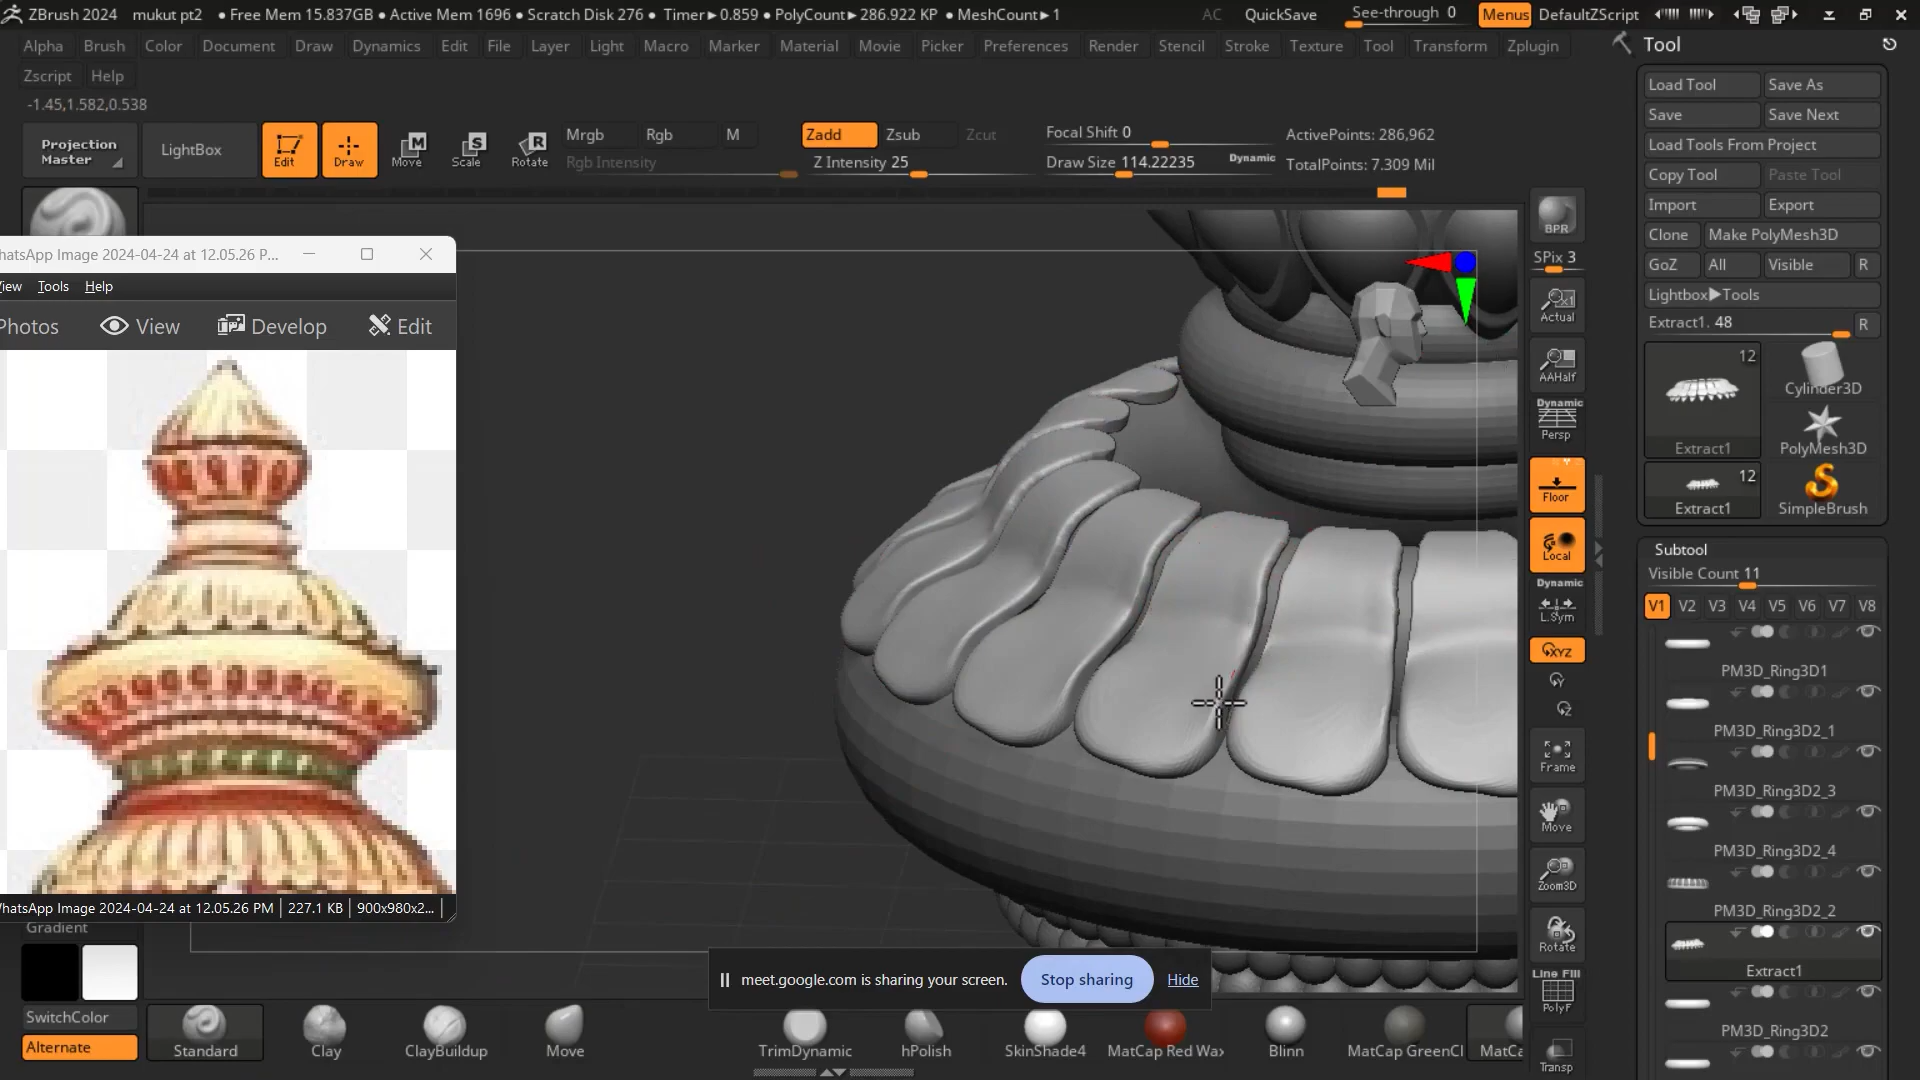 ZBrush 2024 mukut pt2 • Free Mem 15.837GB • Active Mem 1696 • Scratch Disk 276 • Timer►0.859 • PolyCount►286.922 KP • MeshCount►1 AC QuickSave See-through 0 Menus DefaultZScript
Alpha Brush Color Document Draw Dynamics Edit File Layer Light Macro Marker Material Movie Picker Preferences Render Stencil Stroke Texture Tool Transform Zplugin
Zscript Help
-1.45,1.582,0.538
Projection Master
LightBox
Edit
Draw
Move
Scale
Rotate
Mrgb Rgb M
Rgb Intensity
Zadd Zsub Zcut
Z Intensity 25
Focal Shift 0
Draw Size 114.22235 Dynamic
ActivePoints: 286,962
TotalPoints: 7.309 Mil
hatsApp Image 2024-04-24 at 12.05.26 P...
View Tools Help
Photos View Develop Edit
hatsApp Image 2024-04-24 at 12.05.26 PM 227.1 KB 900x980x2...
Gradient
SwitchColor
Alternate
meet.google.com is sharing your screen. Stop sharing Hide
Standard Clay ClayBuildup Move TrimDynamic hPolish SkinShade4 MatCap Red Wax Blinn MatCap GreenCl MatCa
BPR
SPix 3
Actual
AAHalf
Dynamic
Persp
Floor
Local
Dynamic
L.Sym
XYZ
Y
Z
Frame
Move
Zoom3D
Rotate
Line Fill
PolyF
Transp
Tool
Load Tool Save As
Save Save Next
Load Tools From Project
Copy Tool Paste Tool
Import Export
Clone Make PolyMesh3D
GoZ All Visible R
Lightbox►Tools
Extract1. 48 R
12
Cylinder3D
Extract1 PolyMesh3D
12
Extract1 SimpleBrush
Subtool
Visible Count 11
V1 V2 V3 V4 V5 V6 V7 V8
PM3D_Ring3D1
PM3D_Ring3D2_1
PM3D_Ring3D2_3
PM3D_Ring3D2_4
PM3D_Ring3D2_2
Extract1
PM3D_Ring3D2